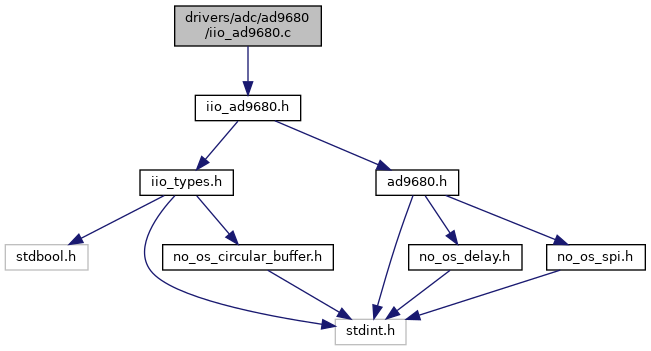 drivers/adc/ad9680
/iio_ad9680.c
iio_ad9680.h
iio_types.h
ad9680.h
stdbool.h
no_os_circular_buffer.h
no_os_delay.h
no_os_spi.h
stdint.h